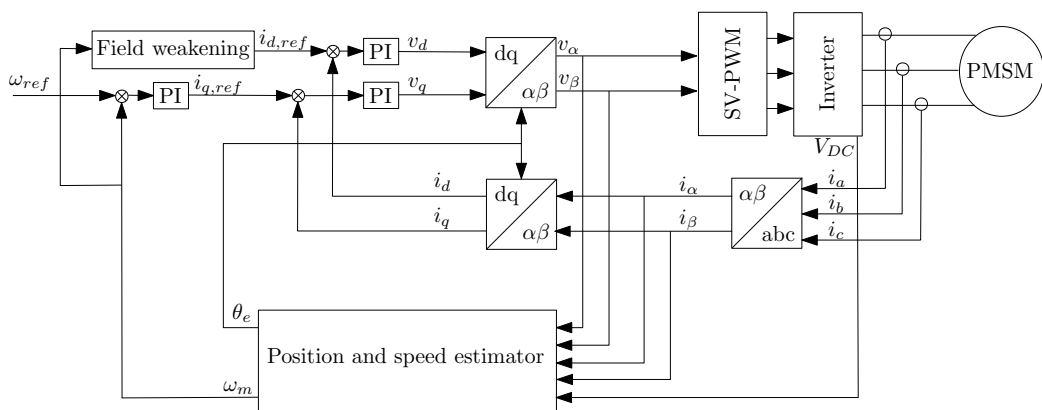 Field weakening
i_{d,ref}
PI
v_d
dq
αβ
v_α
v_β
SV-PWM
Inverter
PMSM
ω_{ref}
PI
i_{q,ref}
PI
v_q
V_{DC}
i_d
i_q
dq
αβ
i_α
i_β
αβ
abc
i_a
i_b
i_c
θ_e
ω_m
Position and speed estimator